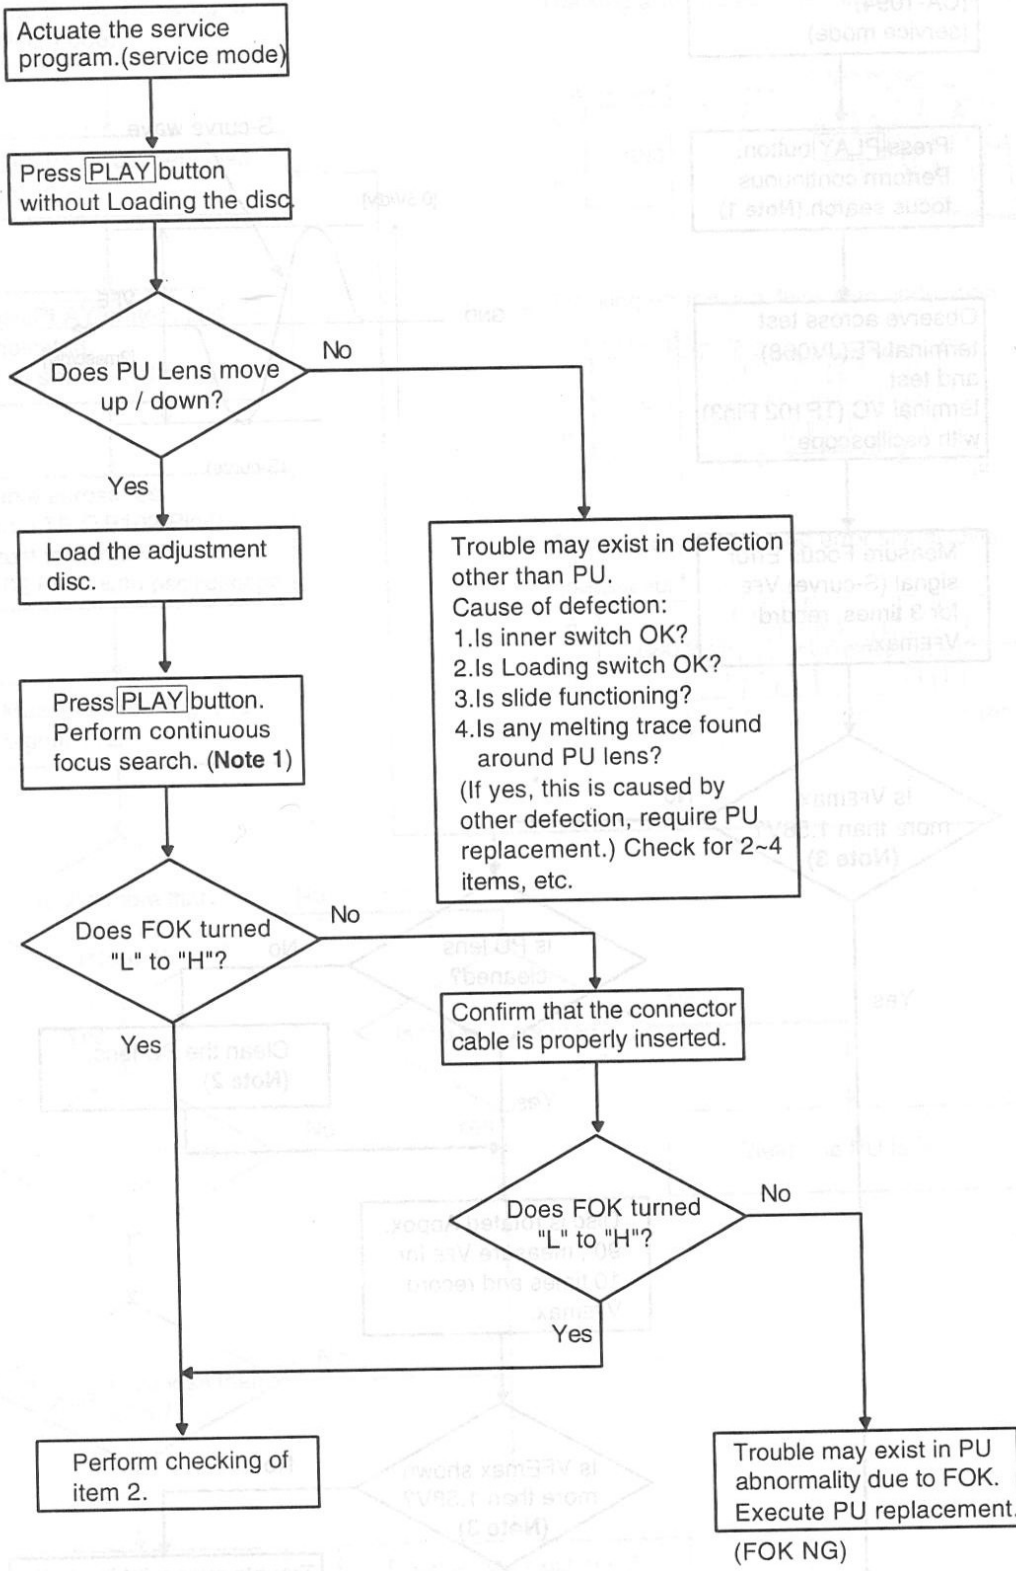 Actuate the service
program.(service mode)
Press PLAY button
without Loading the disc.
Does PU Lens move
up / down?
No
Yes
Load the adjustment
disc.
Trouble may exist in defection
other than PU.
Cause of defection:
1.Is inner switch OK?
2.Is Loading switch OK?
3.Is slide functioning?
4.Is any melting trace found
around PU lens?
(If yes, this is caused by
other defection, require PU
replacement.) Check for 2~4
items, etc.
Press PLAY button.
Perform continuous
focus search. (Note 1)
Does FOK turned
"L" to "H"?
No
Yes
Confirm that the connector
cable is properly inserted.
Does FOK turned
"L" to "H"?
No
Yes
Perform checking of
item 2.
Trouble may exist in PU
abnormality due to FOK.
Execute PU replacement.
(FOK NG)